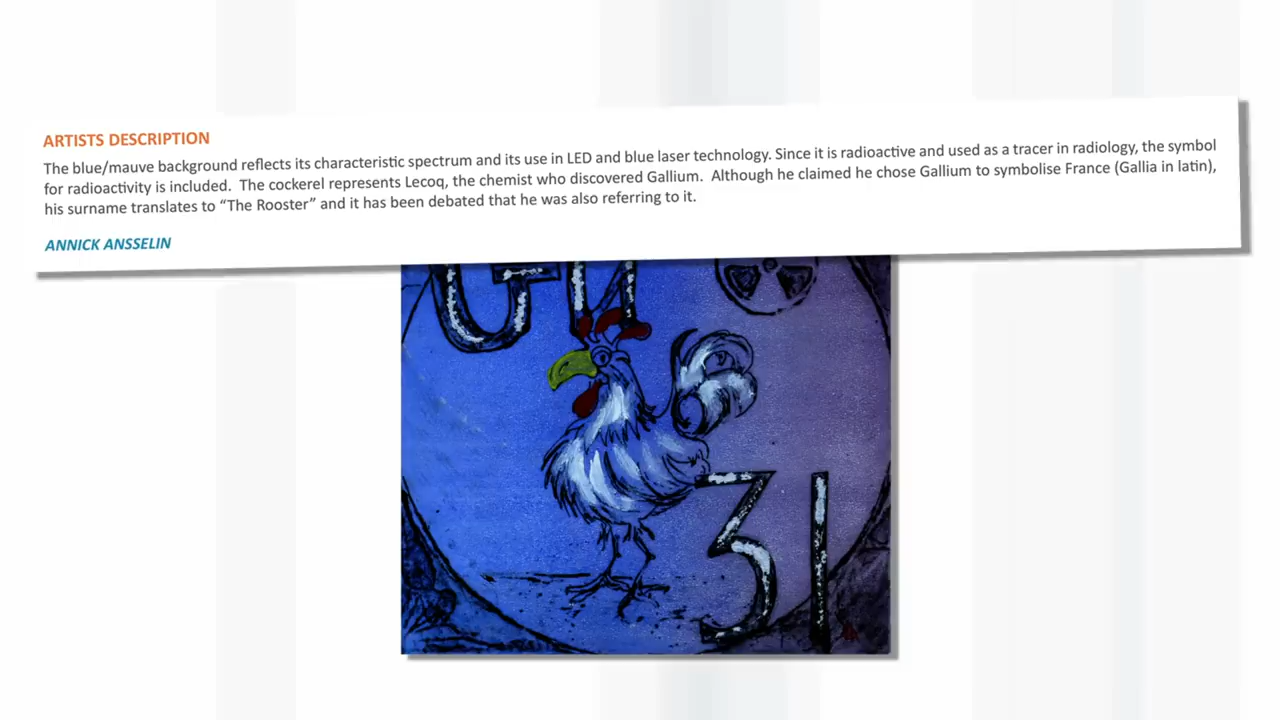 ARTISTS DESCRIPTION
The blue/mauve background reflects its characteristic spectrum and its use in LED and blue laser technology. Since it is radioactive and used as a tracer in radiology, the symbol
for radioactivity is included. The cockerel represents Lecoq, the chemist who discovered Gallium. Although he claimed he chose Gallium to symbolise France (Gallia in latin),
his surname translates to “The Rooster” and it has been debated that he was also referring to it.
ANNICK ANSSELIN
31